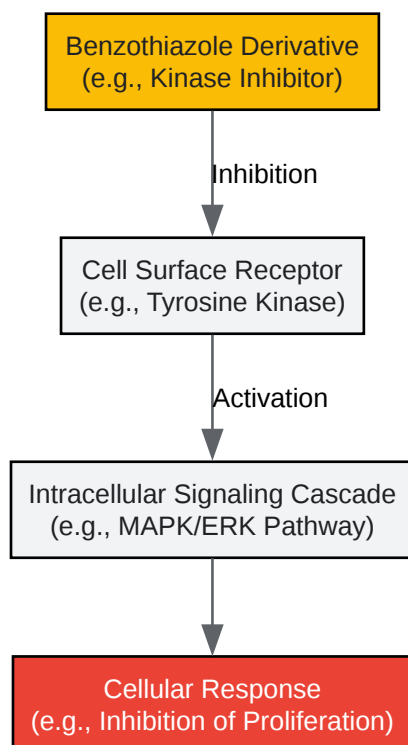 Benzothiazole Derivative
(e.g., Kinase Inhibitor)
Inhibition
Cell Surface Receptor
(e.g., Tyrosine Kinase)
Activation
Intracellular Signaling Cascade
(e.g., MAPK/ERK Pathway)
Cellular Response
(e.g., Inhibition of Proliferation)